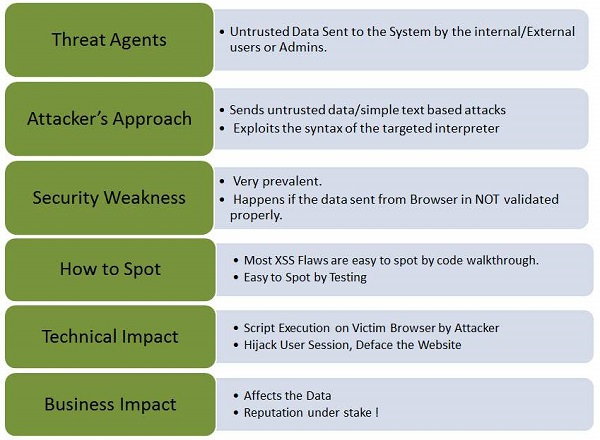 Threat Agents
• Untrusted Data Sent to the System by the internal/External
users or Admins.
Attacker's Approach
• Sends untrusted data/simple text based attacks
• Exploits the syntax of the targeted interpreter
Security Weakness
• Very prevalent.
• Happens if the data sent from Browser in NOT validated
properly.
How to Spot
• Most XSS Flaws are easy to spot by code walkthrough.
• Easy to Spot by Testing
Technical Impact
• Script Execution on Victim Browser by Attacker
• Hijack User Session, Deface the Website
Business Impact
• Affects the Data
• Reputation under stake !